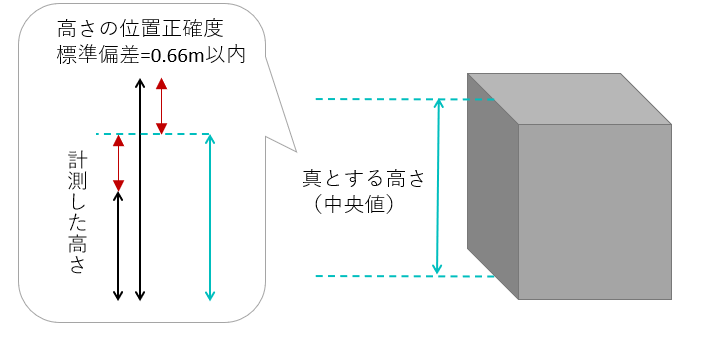 高さの位置正確度
標準偏差=0.66m以内
計測した高さ
真とする高さ
（中央値）